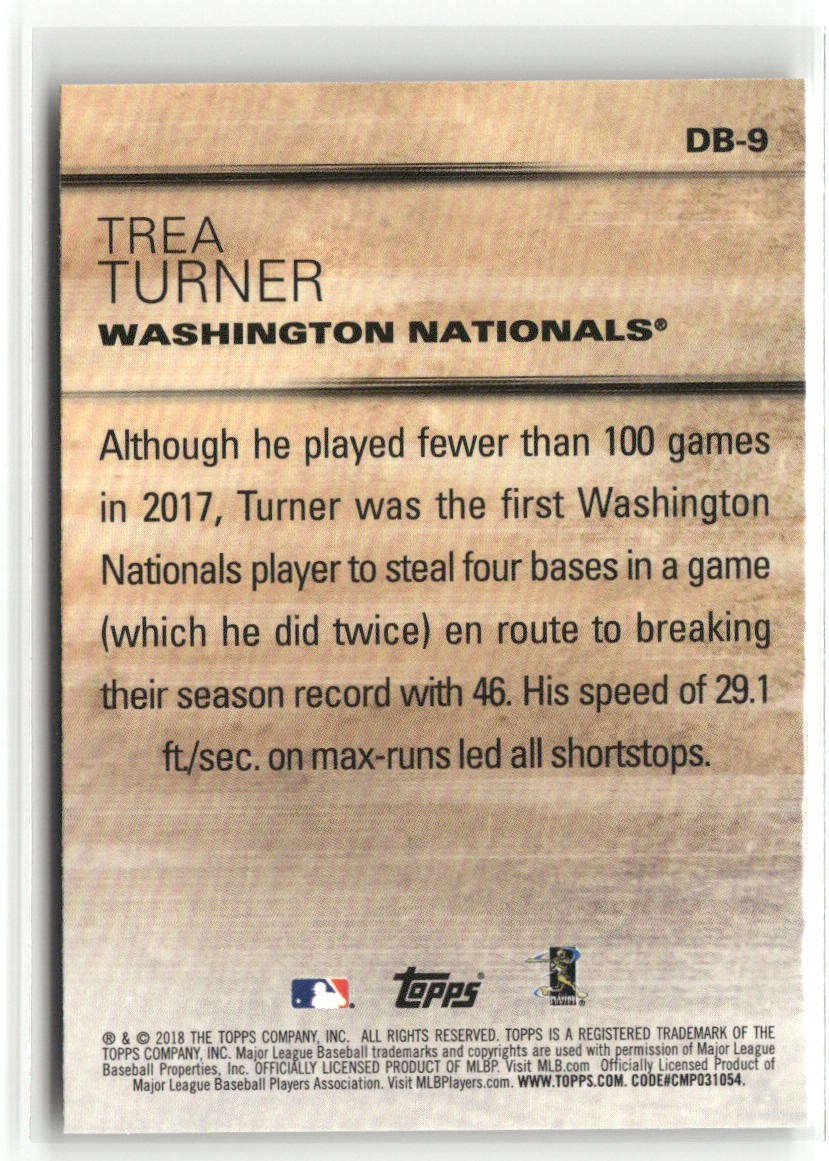 DB-9
TREA
TURNER
WASHINGTON NATIONALS®
Although he played fewer than 100 games
in 2017, Turner was the first Washington
Nationals player to steal four bases in a game
(which he did twice) en route to breaking
their season record with 46. His speed of 29.1
ft./sec. on max-runs led all shortstops.
Topps®
® & © 2018 THE TOPPS COMPANY, INC. ALL RIGHTS RESERVED. TOPPS IS A REGISTERED TRADEMARK OF THE
TOPPS COMPANY, INC. Major League Baseball trademarks and copyrights are used with permission of Major League
Baseball Properties, Inc. OFFICIALLY LICENSED PRODUCT OF MLBP. Visit MLB.com Officially Licensed Product of
Major League Baseball Players Association. Visit MLBPlayers.com. WWW.TOPPS.COM. CODE#CMP031054.